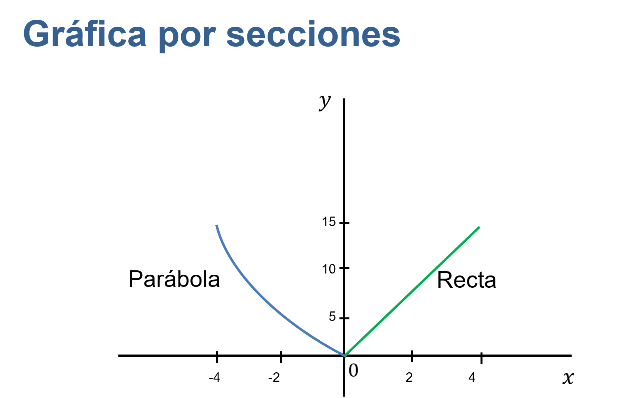 Gráfica por secciones
y
15
10
Parábola
Recta
5
0
-4
-2
2
4
x